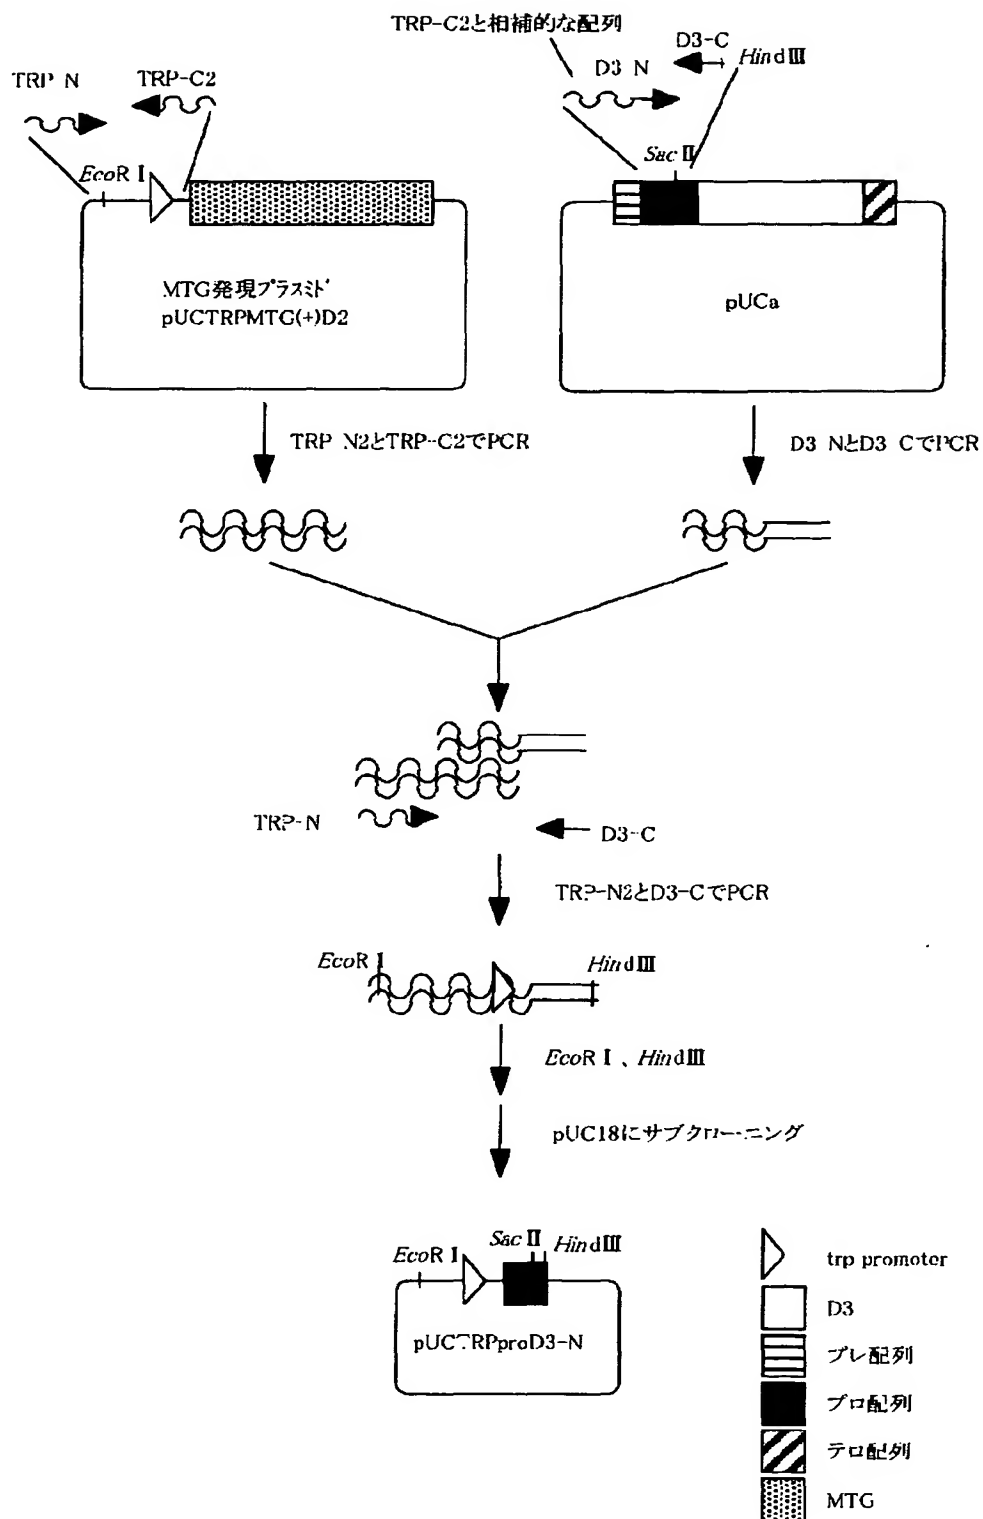 TRP-C2と相補的な配列
D3-C
HindIII
TRP N
TRP-C2
D3 N
EcoR I
Sac II
MTG発現プラスミド
pUCTRPMTG(+)D2
pUCa
TRP N2とTRP-C2でPCR
D3 NとD3 CでPCR
TRP-N
D3-C
TRP-N2とD3-CでPCR
EcoR I
HindIII
EcoR I、HindIII
pUC18にサブクローニング
EcoR I
Sac II
HindIII
pUCTRPproD3-N
trp promoter
D3
プレ配列
プロ配列
テロ配列
MTG